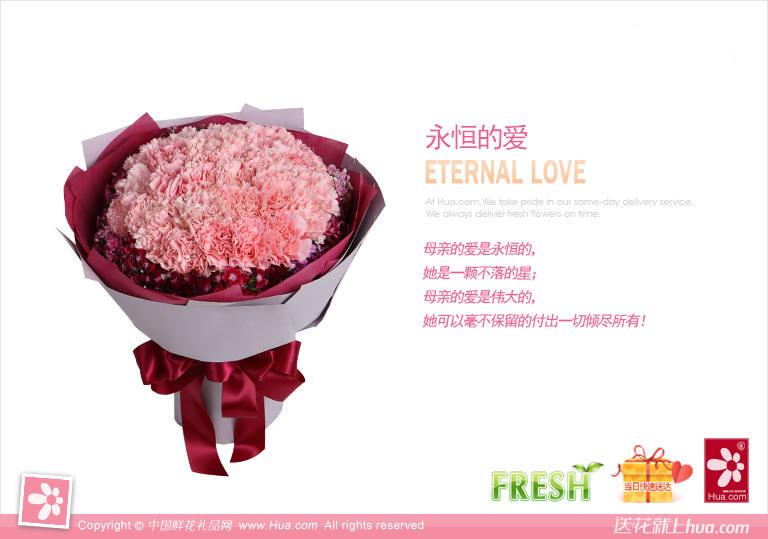 永恒的爱
ETERNAL LOVE
At Hua.com,We take pride in our same-day delivery service.
We always deliver fresh flowers on time.
母亲的爱是永恒的,
她是一颗不落的星;
母亲的爱是伟大的,
她可以毫不保留的付出一切倾尽所有!
FRESH
当日快速送达
Hua.com
Copyright © 中国鲜花礼品网 www.Hua.com All rights reserved
送花就上hua.com